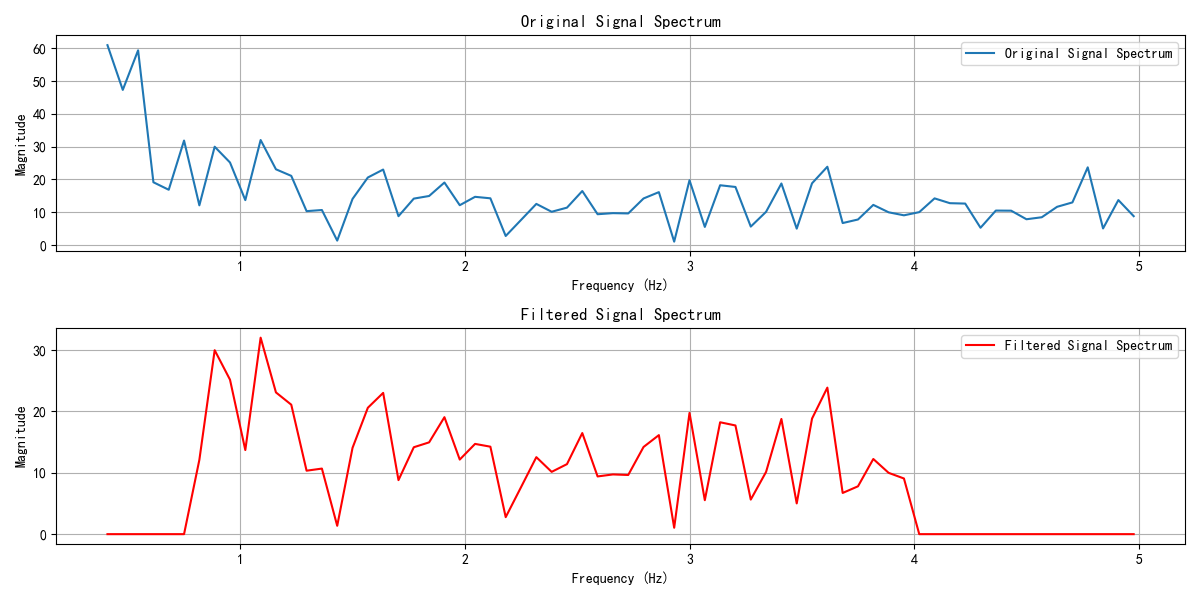 Original Signal Spectrum
60
50
40
30
20
10
0
Magnitude
Original Signal Spectrum
1 2 3 4 5
Frequency (Hz)
Filtered Signal Spectrum
30
20
10
0
Magnitude
Filtered Signal Spectrum
1 2 3 4 5
Frequency (Hz)